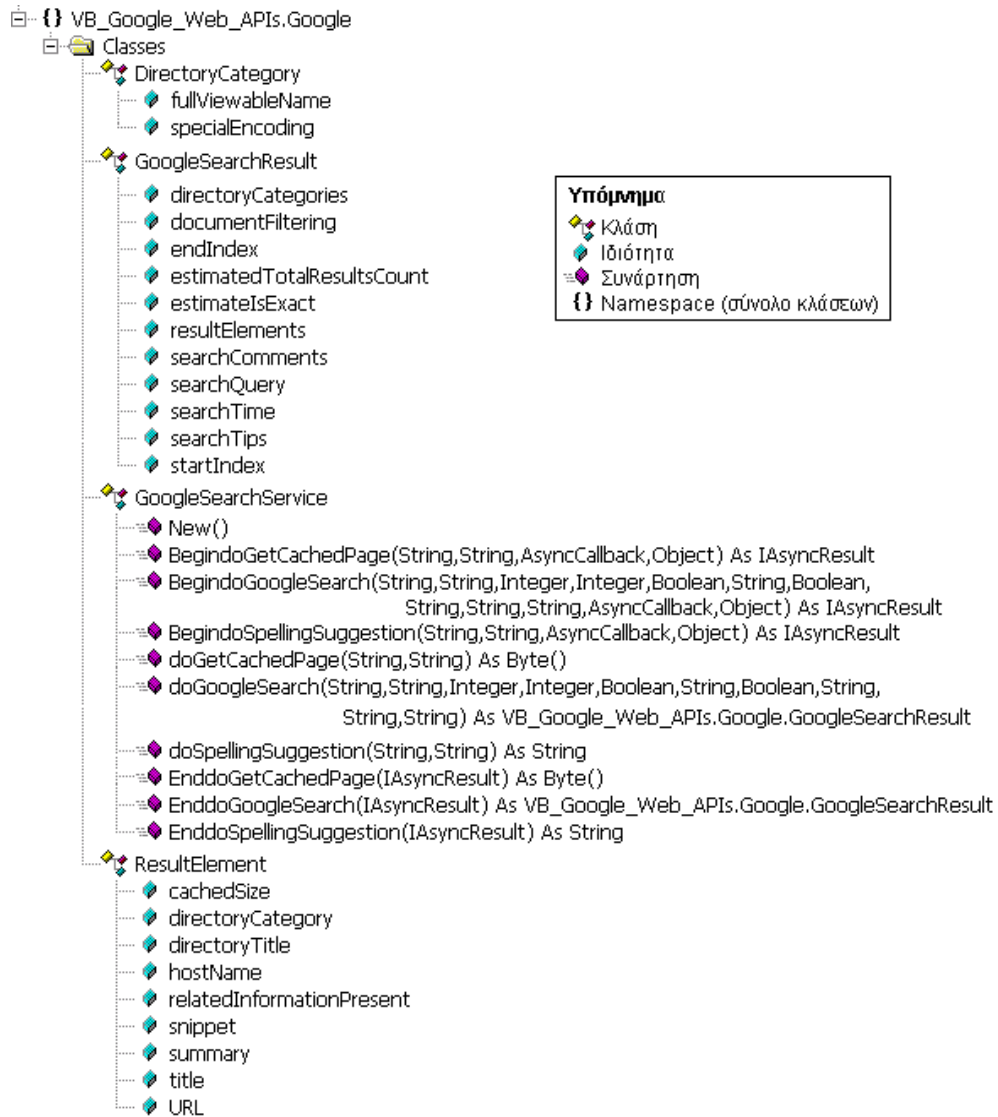 {} VB_Google_Web_APIs.Google
Classes
DirectoryCategory
fullViewableName
specialEncoding
GoogleSearchResult
directoryCategories
documentFiltering
endIndex
estimatedTotalResultsCount
estimateIsExact
resultElements
searchComments
searchQuery
searchTime
searchTips
startIndex
Υπόμνημα
Κλάση
Ιδιότητα
Συνάρτηση
{} Namespace (σύνολο κλάσεων)
GoogleSearchService
New()
BegindoGetCachedPage(String,String,AsyncCallback,Object) As IAsyncResult
BegindoGoogleSearch(String,String,Integer,Integer,Boolean,String,Boolean,
String,String,String,AsyncCallback,Object) As IAsyncResult
BegindoSpellingSuggestion(String,String,AsyncCallback,Object) As IAsyncResult
doGetCachedPage(String,String) As Byte()
doGoogleSearch(String,String,Integer,Integer,Boolean,String,Boolean,String,
String,String) As VB_Google_Web_APIs.Google.GoogleSearchResult
doSpellingSuggestion(String,String) As String
EnddoGetCachedPage(IAsyncResult) As Byte()
EnddoGoogleSearch(IAsyncResult) As VB_Google_Web_APIs.Google.GoogleSearchResult
EnddoSpellingSuggestion(IAsyncResult) As String
ResultElement
cachedSize
directoryCategory
directoryTitle
hostName
relatedInformationPresent
snippet
summary
title
URL